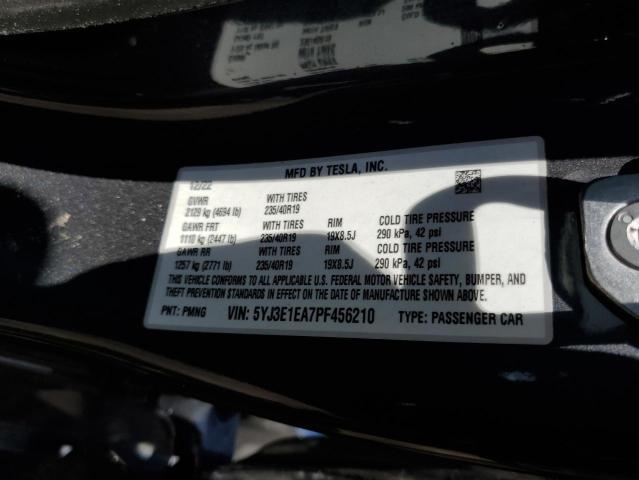 MFD BY TESLA, INC.
12/22
GVWR WITH TIRES
2129 kg (4694 lb) 235/40R19
GAWR FRT WITH TIRES RIM COLD TIRE PRESSURE
1110 kg (2447 lb) 235/40R19 19X8.5J 290 kPa, 42 psi
GAWR RR WITH TIRES RIM COLD TIRE PRESSURE
1257 kg (2771 lb) 235/40R19 19X8.5J 290 kPa, 42 psi
THIS VEHICLE CONFORMS TO ALL APPLICABLE U.S. FEDERAL MOTOR VEHICLE SAFETY, BUMPER, AND
THEFT PREVENTION STANDARDS IN EFFECT ON THE DATE OF MANUFACTURE SHOWN ABOVE.
PNT: PMNG VIN: 5YJ3E1EA7PF456210 TYPE: PASSENGER CAR